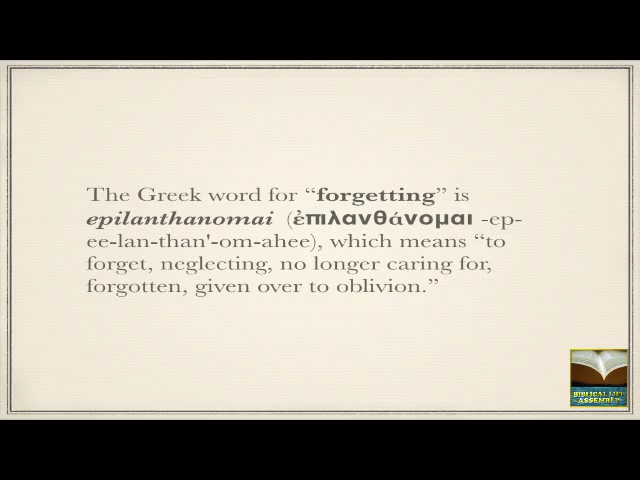 The Greek word for “forgetting” is
epilanthanomai (ἐπιλανθάνομαι -ep-
ee-lan-than'-om-ahee), which means “to
forget, neglecting, no longer caring for,
forgotten, given over to oblivion.”
BIBLICAL LIFE
ASSEMBLY